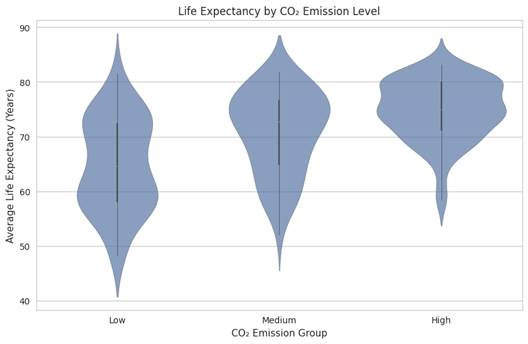 Life Expectancy by CO₂ Emission Level
Average Life Expectancy (Years)
90
80
70
60
50
40
Low Medium High
CO₂ Emission Group